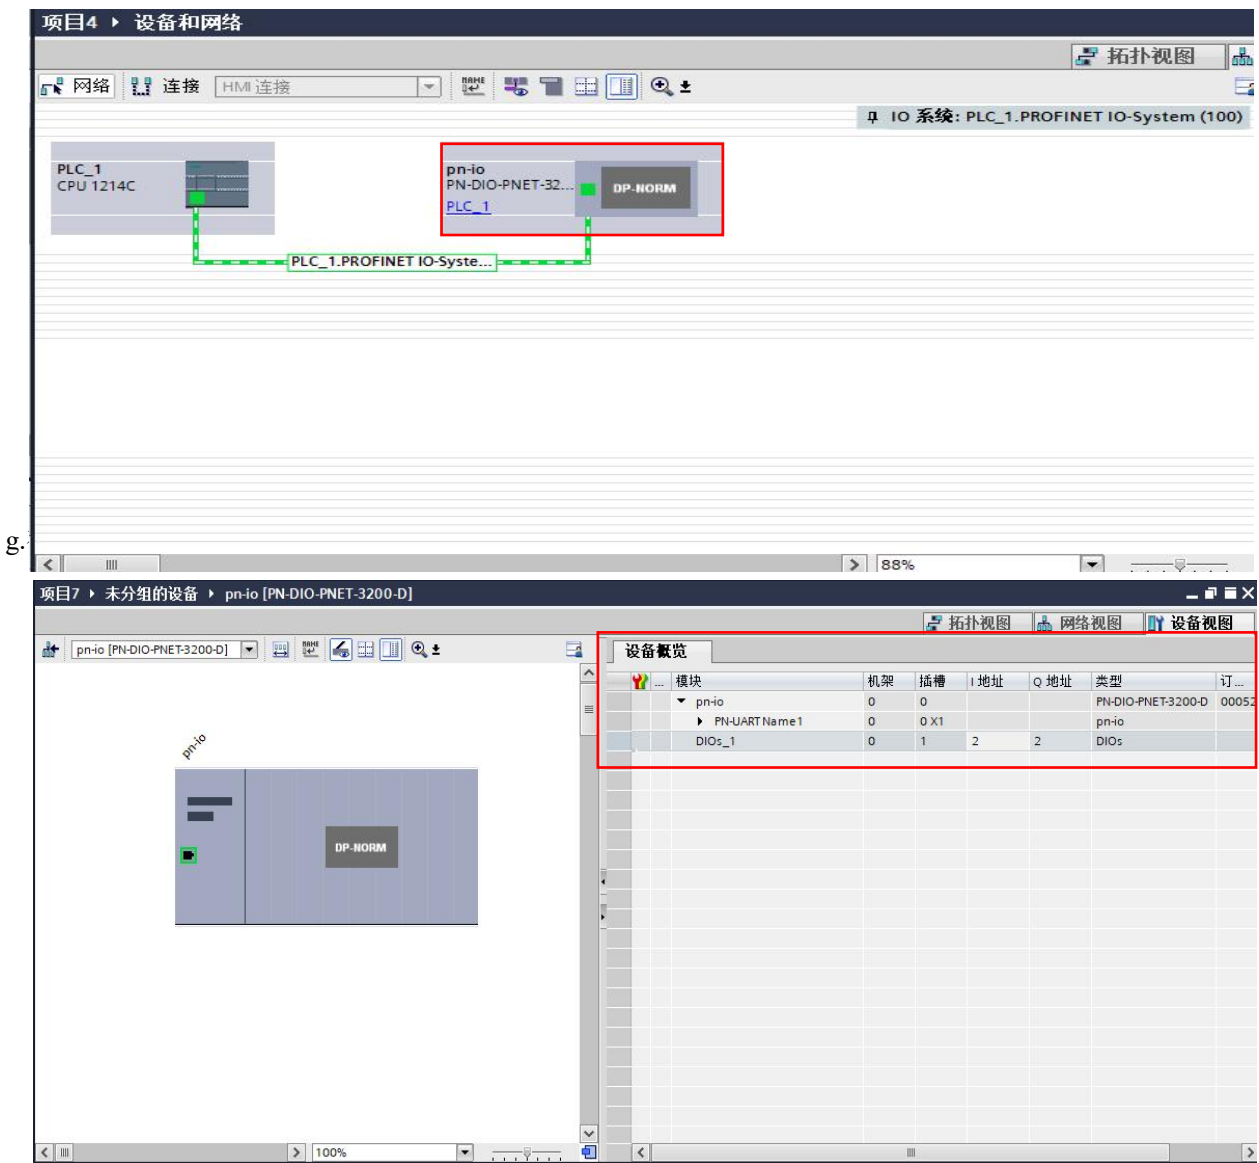 项目4 ▸ 设备和网络
拓扑视图
网络 连接 HMI 连接
IO 系统: PLC_1.PROFINET IO-System (100)
PLC_1
CPU 1214C
pn-io
PN-DIO-PNET-32...
DP-NORM
PLC_1
PLC_1.PROFINET IO-Syste...
g.
88%
项目7 ▸ 未分组的设备 ▸ pn-io [PN-DIO-PNET-3200-D]
拓扑视图 网络视图 设备视图
pn-io [PN-DIO-PNET-3200-D]
设备概览
... 模块 机架 插槽 I 地址 Q 地址 类型 订...
pn-io 0 0 PN-DIO-PNET-3200-D 00052
PN-UART Name1 0 0 X1 pn-io
DIOs_1 0 1 2 2 DIOs
pn-io
DP-NORM
100%